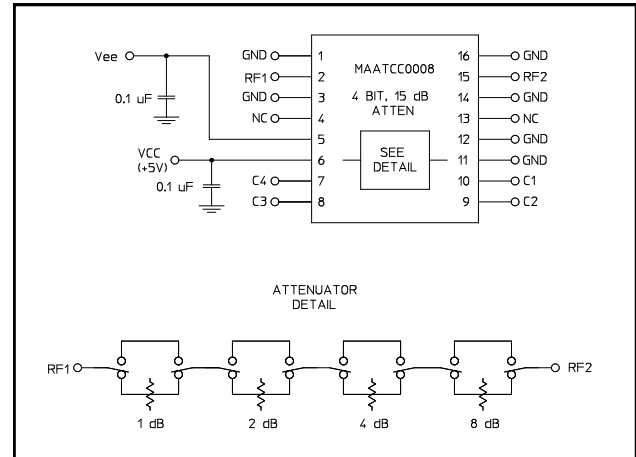 Vee
0.1 uF
VCC
(+5V)
0.1 uF
GND 1
RF1 2
GND 3
NC 4
5
6
C4 7
C3 8
MAATCC0008
4 BIT, 15 dB
ATTEN
SEE
DETAIL
16 GND
15 RF2
14 GND
13 NC
12 GND
11 GND
10 C1
9 C2
ATTENUATOR
DETAIL
RF1
RF2
1 dB
2 dB
4 dB
8 dB